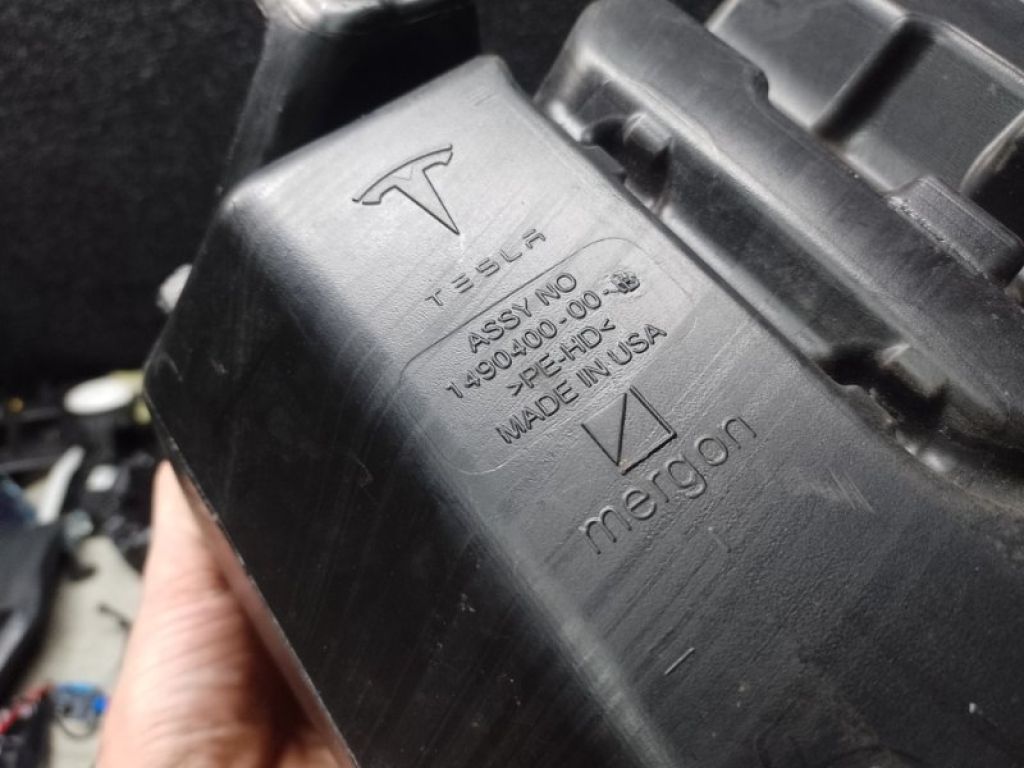 TESLA
ASSY NO
1490400-00-
>PE-HD<
MADE IN USA
mergon